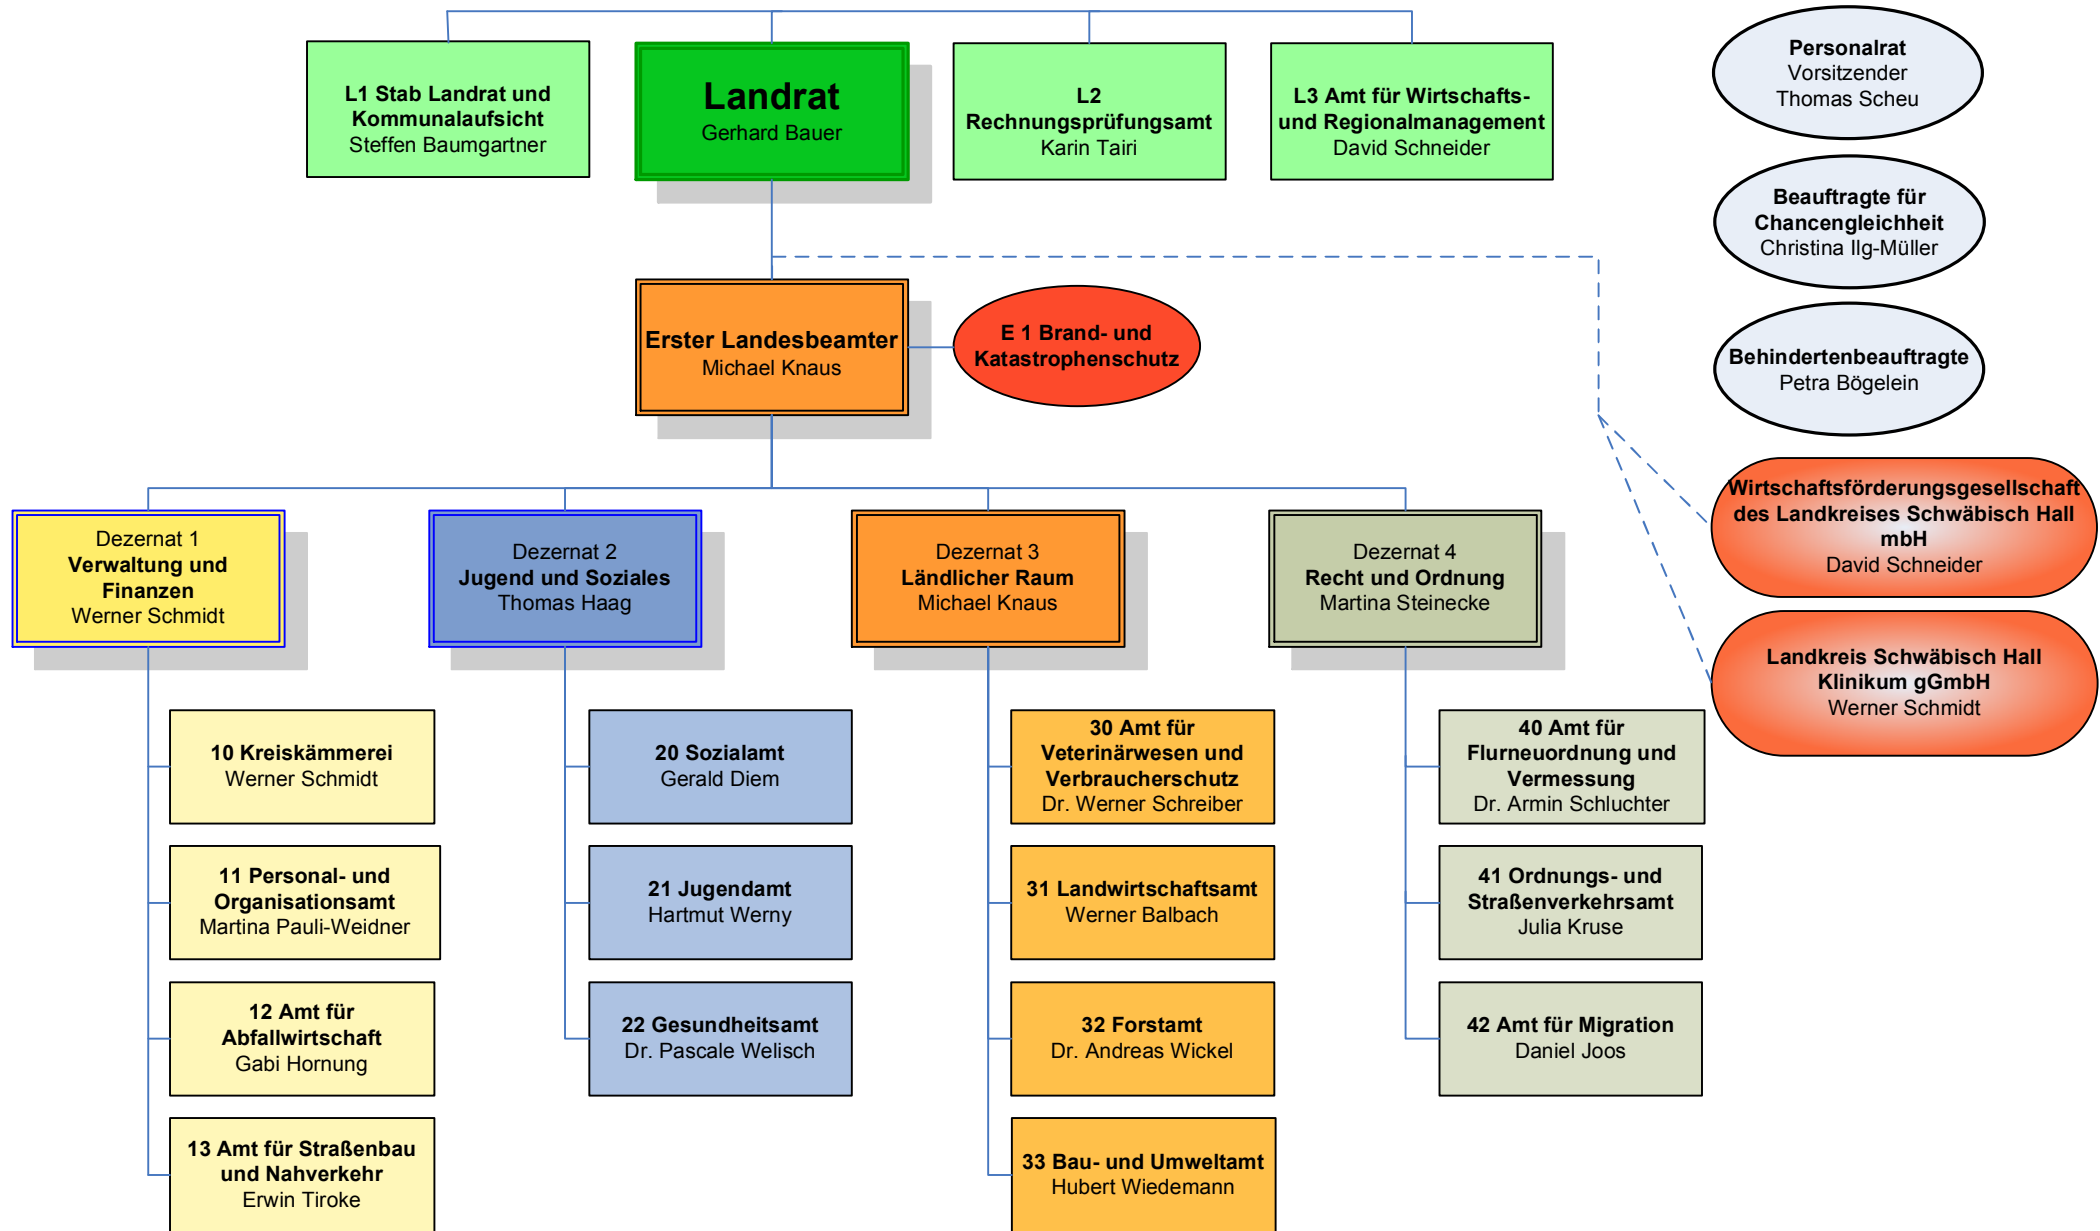 L1 Stab Landrat und
Kommunalaufsicht
Steffen Baumgartner
Landrat
Gerhard Bauer
L2
Rechnungsprüfungsamt
Karin Tairi
L3 Amt für Wirtschafts-
und Regionalmanagement
David Schneider
Personalrat
Vorsitzender
Thomas Scheu
Beauftragte für
Chancengleichheit
Christina Ilg-Müller
Behindertenbeauftragte
Petra Bögelein
Erster Landesbeamter
Michael Knaus
E 1 Brand- und
Katastrophenschutz
Wirtschaftsförderungsgesellschaft
des Landkreises Schwäbisch Hall
mbH
David Schneider
Landkreis Schwäbisch Hall
Klinikum gGmbH
Werner Schmidt
Dezernat 1
Verwaltung und
Finanzen
Werner Schmidt
Dezernat 2
Jugend und Soziales
Thomas Haag
Dezernat 3
Ländlicher Raum
Michael Knaus
Dezernat 4
Recht und Ordnung
Martina Steinecke
10 Kreiskämmerei
Werner Schmidt
11 Personal- und
Organisationsamt
Martina Pauli-Weidner
12 Amt für
Abfallwirtschaft
Gabi Hornung
13 Amt für Straßenbau
und Nahverkehr
Erwin Tiroke
20 Sozialamt
Gerald Diem
21 Jugendamt
Hartmut Werny
22 Gesundheitsamt
Dr. Pascale Welisch
30 Amt für
Veterinärwesen und
Verbraucherschutz
Dr. Werner Schreiber
31 Landwirtschaftsamt
Werner Balbach
32 Forstamt
Dr. Andreas Wickel
33 Bau- und Umweltamt
Hubert Wiedemann
40 Amt für
Flurneuordnung und
Vermessung
Dr. Armin Schluchter
41 Ordnungs- und
Straßenverkehrsamt
Julia Kruse
42 Amt für Migration
Daniel Joos